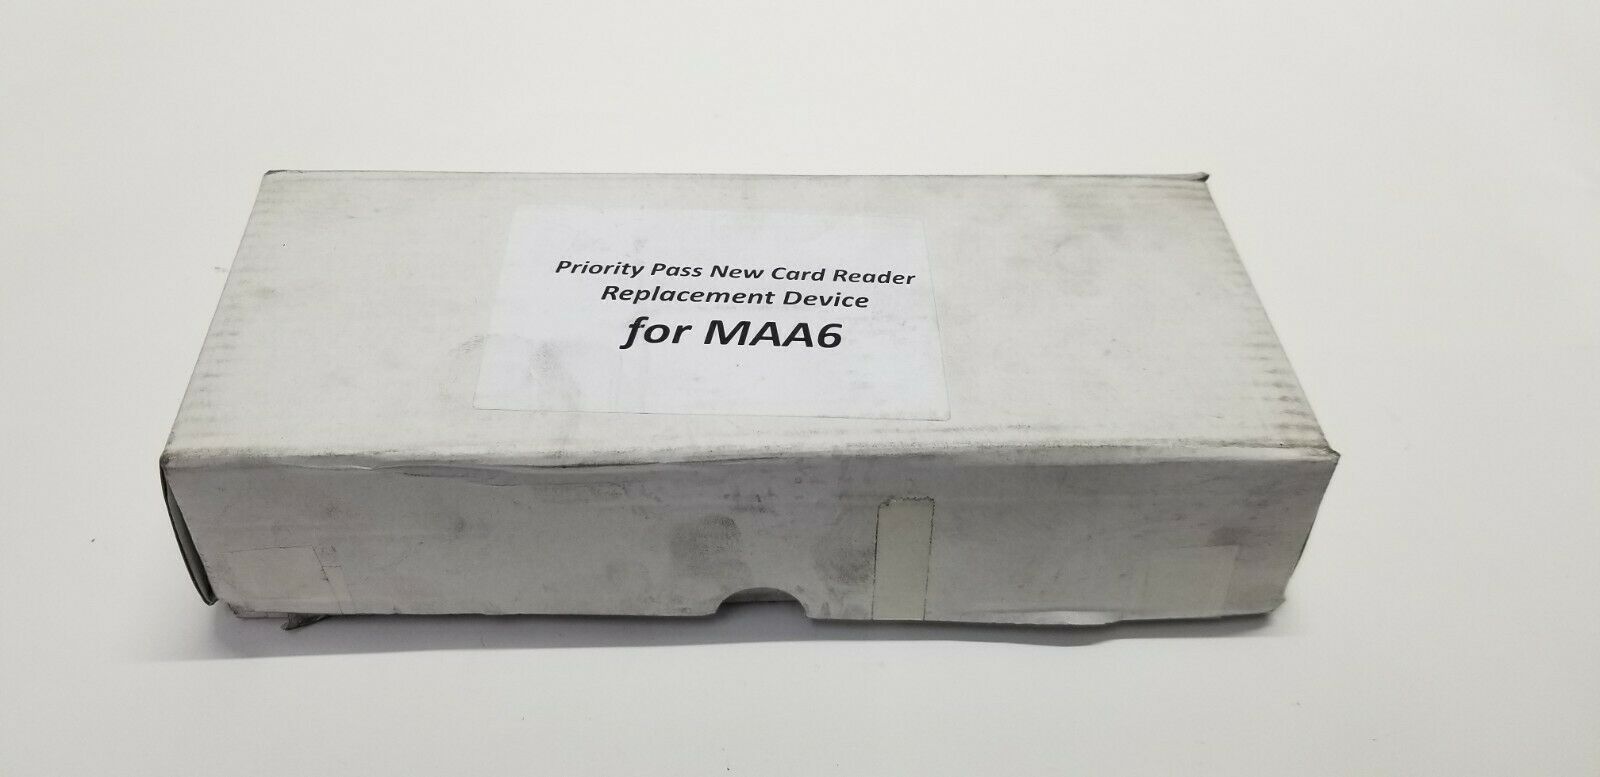 Priority Pass New Card Reader
Replacement Device
for MAA6